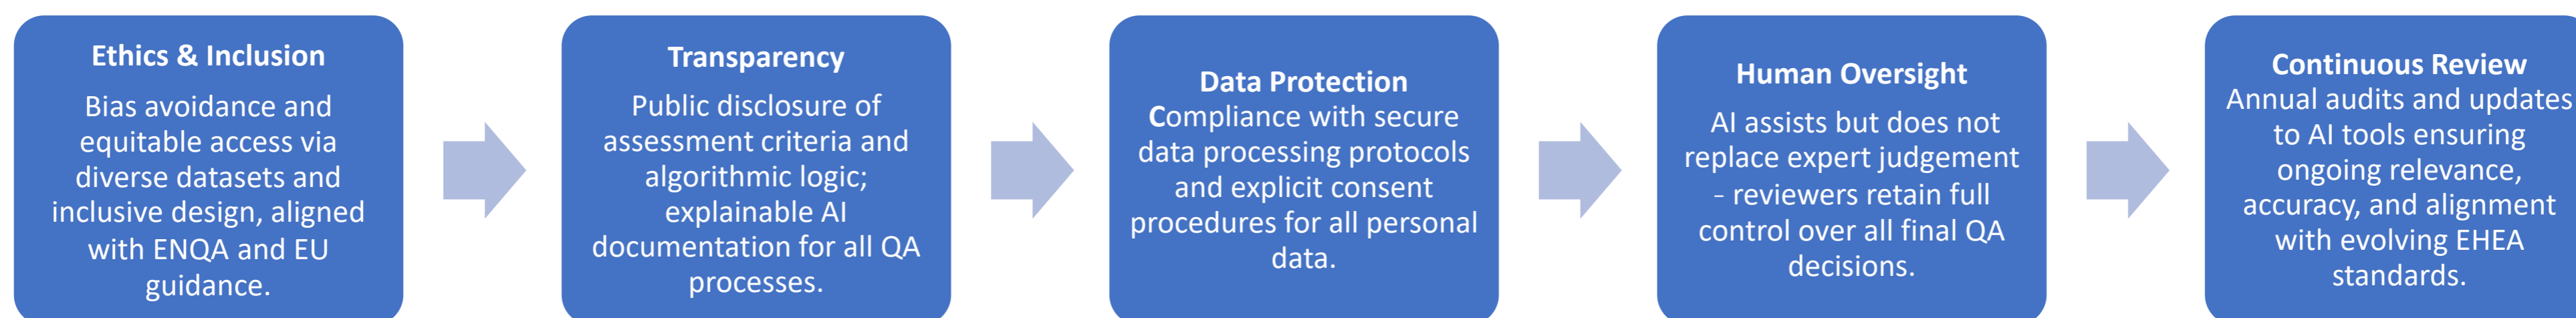 Ethics & Inclusion
Bias avoidance and
equitable access via
diverse datasets and
inclusive design, aligned
with ENQA and EU
guidance.
Transparency
Public disclosure of
assessment criteria and
algorithmic logic;
explainable AI
documentation for all QA
processes.
Data Protection
Compliance with secure
data processing protocols
and explicit consent
procedures for all personal
data.
Human Oversight
AI assists but does not
replace expert judgement
- reviewers retain full
control over all final QA
decisions.
Continuous Review
Annual audits and updates
to AI tools ensuring
ongoing relevance,
accuracy, and alignment
with evolving EHEA
standards.